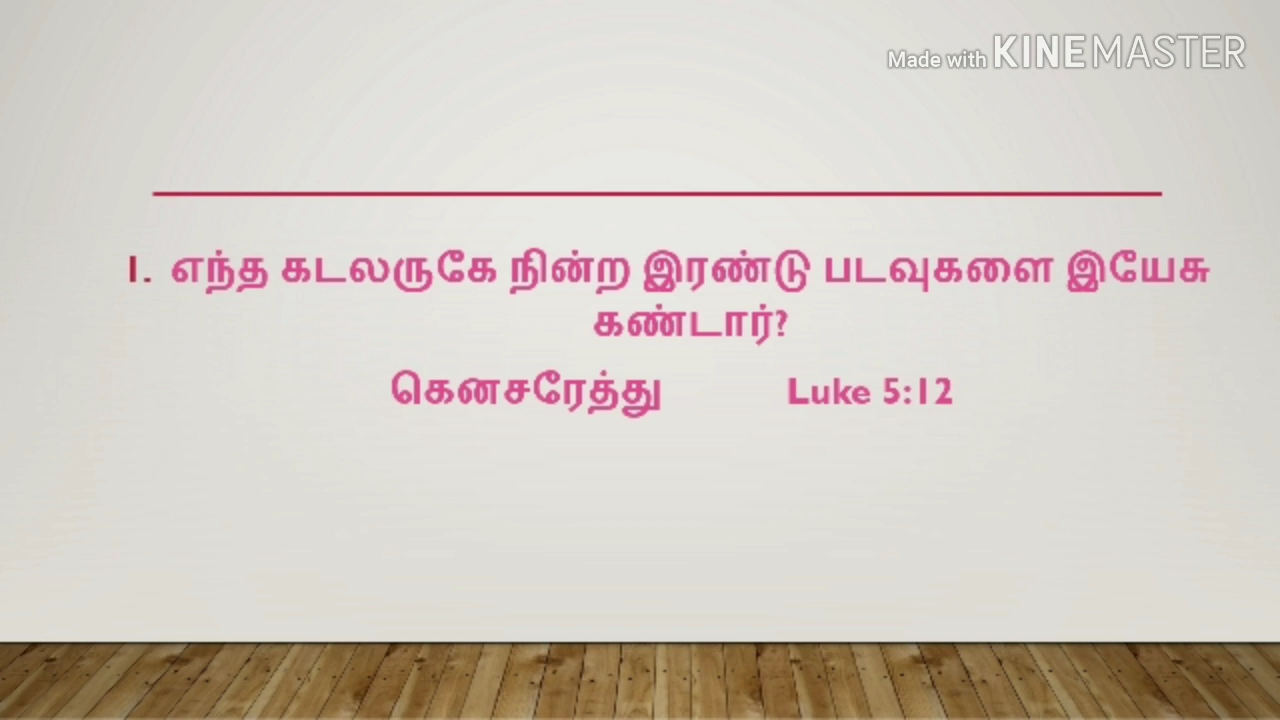 Made with KINEMASTER
1. எந்த கடலருகே நின்ற இரண்டு படவுகளை இயேசு
கண்டார்?
கெனசரேத்து Luke 5:12